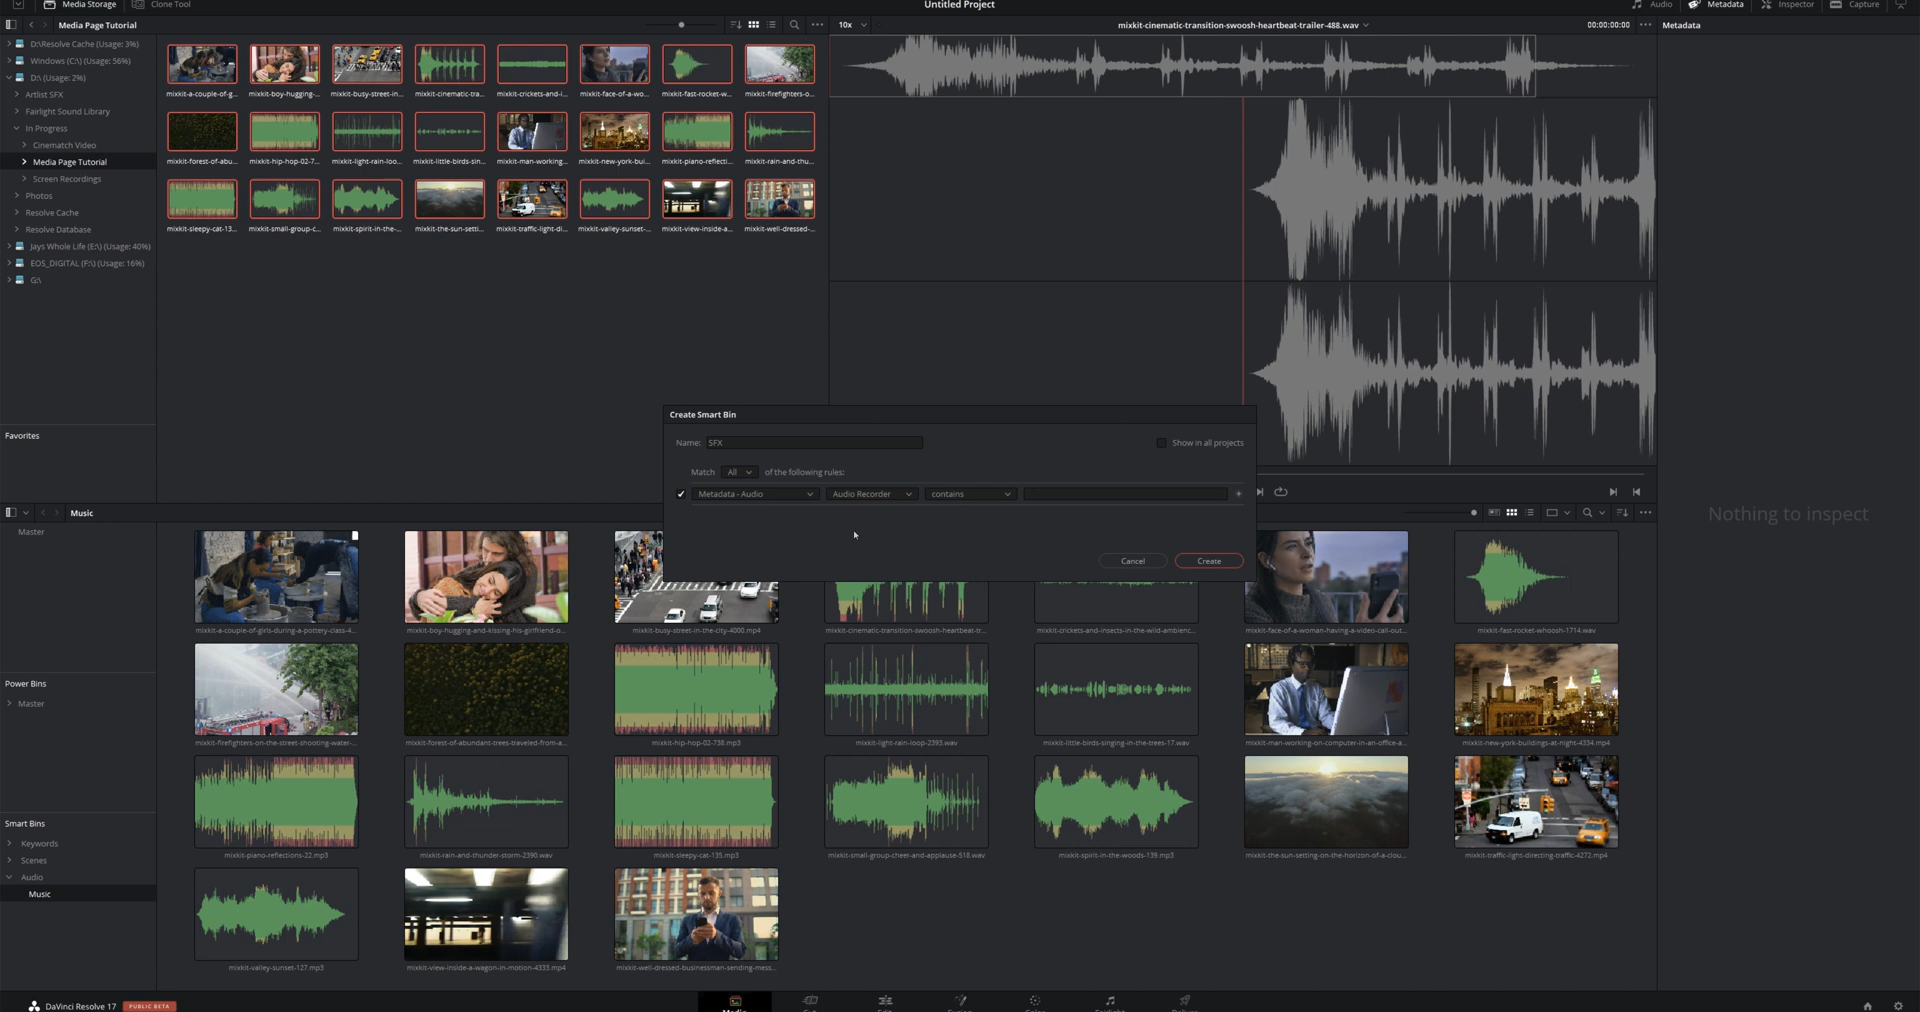 Media Storage
Clone Tool
Untitled Project
Audio
Metadata
Inspector
Capture
Media Page Tutorial
10x
mixkit-cinematic-transition-swoosh-heartbeat-trailer-488.wav
00:00:00:00
Metadata
D:\Resolve Cache (Usage: 3%)
Windows (C:\) (Usage: 56%)
D:\ (Usage: 2%)
Artlist SFX
Fairlight Sound Library
In Progress
Cinematch Video
Media Page Tutorial
Screen Recordings
Photos
Resolve Cache
Resolve Database
Jays Whole Life (E:\) (Usage: 40%)
EOS_DIGITAL (F:\) (Usage: 16%)
G:\
mixkit-a-couple-of-g...
mixkit-boy-hugging-...
mixkit-busy-street-in...
mixkit-cinematic-tra...
mixkit-crickets-and-i...
mixkit-face-of-a-wo...
mixkit-fast-rocket-w...
mixkit-firefighters-o...
mixkit-forest-of-abu...
mixkit-hip-hop-02-7...
mixkit-light-rain-loo...
mixkit-little-birds-sin...
mixkit-man-working...
mixkit-new-york-bui...
mixkit-piano-reflecti...
mixkit-rain-and-thu...
mixkit-sleepy-cat-13...
mixkit-small-group-c...
mixkit-spirit-in-the-...
mixkit-the-sun-setti...
mixkit-traffic-light-di...
mixkit-valley-sunset-...
mixkit-view-inside-a...
mixkit-well-dressed-...
Favorites
Create Smart Bin
Name: SFX
Show in all projects
Match All of the following rules:
Metadata - Audio
Audio Recorder
contains
Cancel
Create
Nothing to inspect
Music
Master
Power Bins
Master
Smart Bins
Keywords
Scenes
Audio
Music
mixkit-a-couple-of-girls-during-a-pottery-class-4...
mixkit-boy-hugging-and-kissing-his-girlfriend-o...
mixkit-busy-street-in-the-city-4000.mp4
mixkit-cinematic-transition-swoosh-heartbeat-tr...
mixkit-crickets-and-insects-in-the-wild-ambienc...
mixkit-face-of-a-woman-having-a-video-call-out...
mixkit-fast-rocket-whoosh-1714.wav
mixkit-firefighters-on-the-street-shooting-water-...
mixkit-forest-of-abundant-trees-traveled-from-a...
mixkit-hip-hop-02-738.mp3
mixkit-light-rain-loop-2393.wav
mixkit-little-birds-singing-in-the-trees-17.wav
mixkit-man-working-on-computer-in-an-office-a...
mixkit-new-york-buildings-at-night-4334.mp4
mixkit-piano-reflections-22.mp3
mixkit-rain-and-thunder-storm-2390.wav
mixkit-sleepy-cat-135.mp3
mixkit-small-group-cheer-and-applause-518.wav
mixkit-spirit-in-the-woods-139.mp3
mixkit-the-sun-setting-on-the-horizon-of-a-clou...
mixkit-traffic-light-directing-traffic-4272.mp4
mixkit-valley-sunset-127.mp3
mixkit-view-inside-a-wagon-in-motion-4333.mp4
mixkit-well-dressed-businessman-sending-mess...
DaVinci Resolve 17
PUBLIC BETA